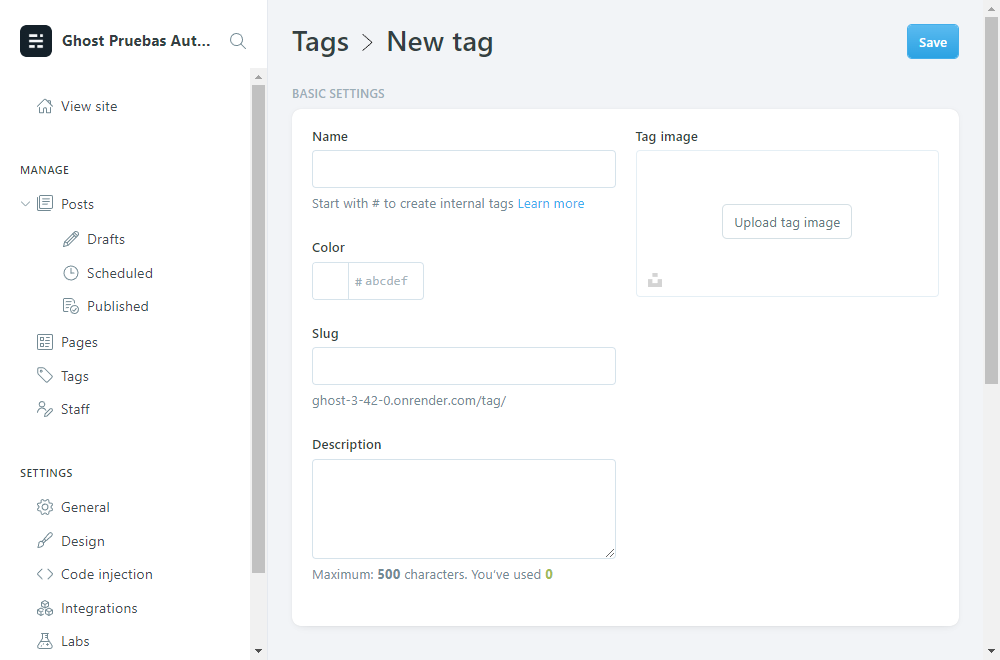 Ghost Pruebas Aut...
View site
MANAGE
Posts
Drafts
Scheduled
Published
Pages
Tags
Staff
SETTINGS
General
Design
Code injection
Integrations
Labs
Tags > New tag
Save
BASIC SETTINGS
Name
Start with # to create internal tags Learn more
Color
# abcdef
Slug
ghost-3-42-0.onrender.com/tag/
Description
Maximum: 500 characters. You've used 0
Tag image
Upload tag image